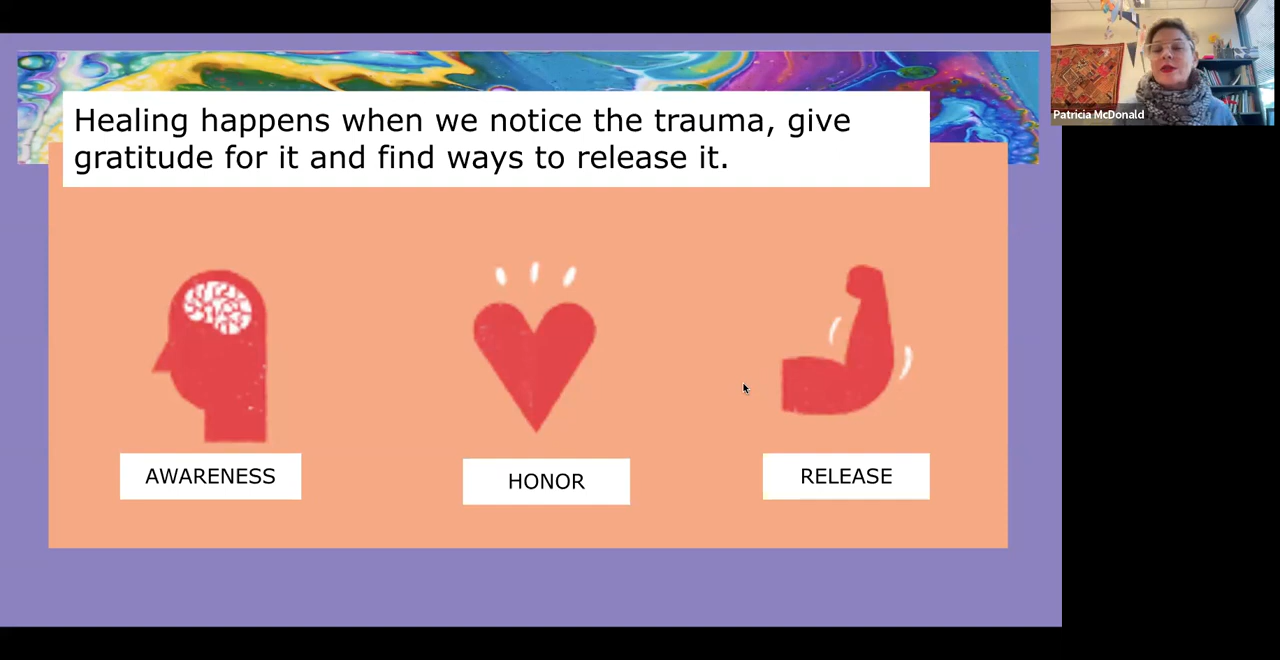 Healing happens when we notice the trauma, give
gratitude for it and find ways to release it.
AWARENESS
HONOR
RELEASE
Patricia McDonald